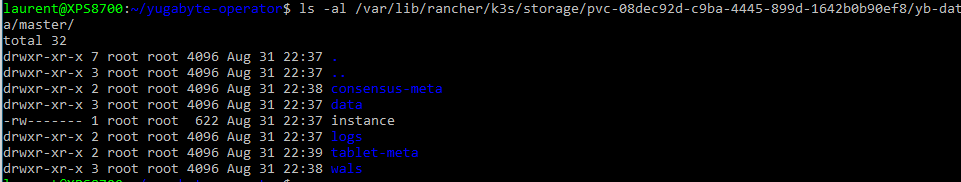 laurent@XPS8700:~/yugabyte-operator$ ls -al /var/lib/rancher/k3s/storage/pvc-08dec92d-c9ba-4445-899d-1642b0b90ef8/yb-dat
a/master/
total 32
drwxr-xr-x 7 root root 4096 Aug 31 22:37 .
drwxr-xr-x 3 root root 4096 Aug 31 22:37 ..
drwxr-xr-x 2 root root 4096 Aug 31 22:38 consensus-meta
drwxr-xr-x 3 root root 4096 Aug 31 22:37 data
-rw------- 1 root root  622 Aug 31 22:37 instance
drwxr-xr-x 2 root root 4096 Aug 31 22:37 logs
drwxr-xr-x 2 root root 4096 Aug 31 22:39 tablet-meta
drwxr-xr-x 3 root root 4096 Aug 31 22:38 wals